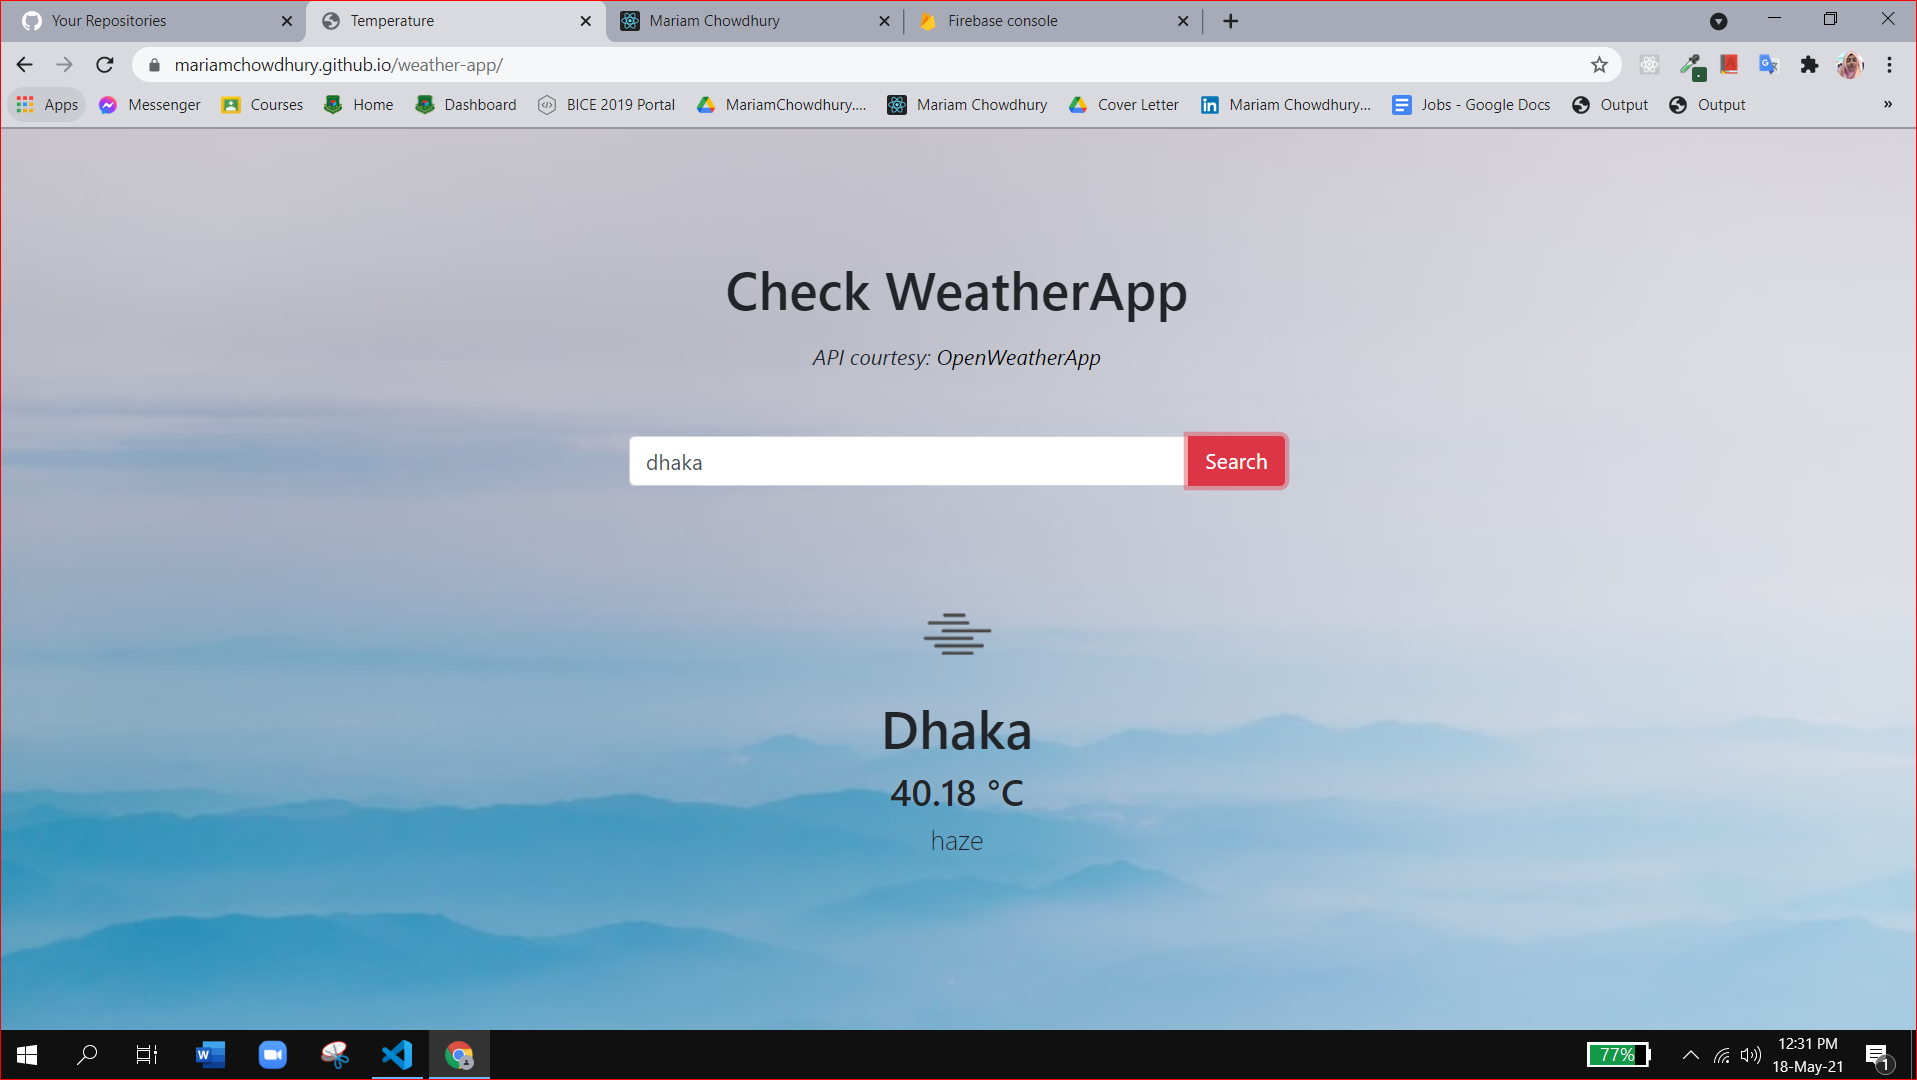 Your Repositories
Temperature
Mariam Chowdhury
Firebase console
mariamchowdhury.github.io/weather-app/
Apps Messenger Courses Home Dashboard BICE 2019 Portal MariamChowdhury.... Cover Letter Mariam Chowdhury Mariam Chowdhury... Jobs - Google Docs Output Output »
Check WeatherApp
API courtesy: OpenWeatherApp
dhaka Search
Dhaka
40.18 °C
haze
77%
12:31 PM
18-May-21
1